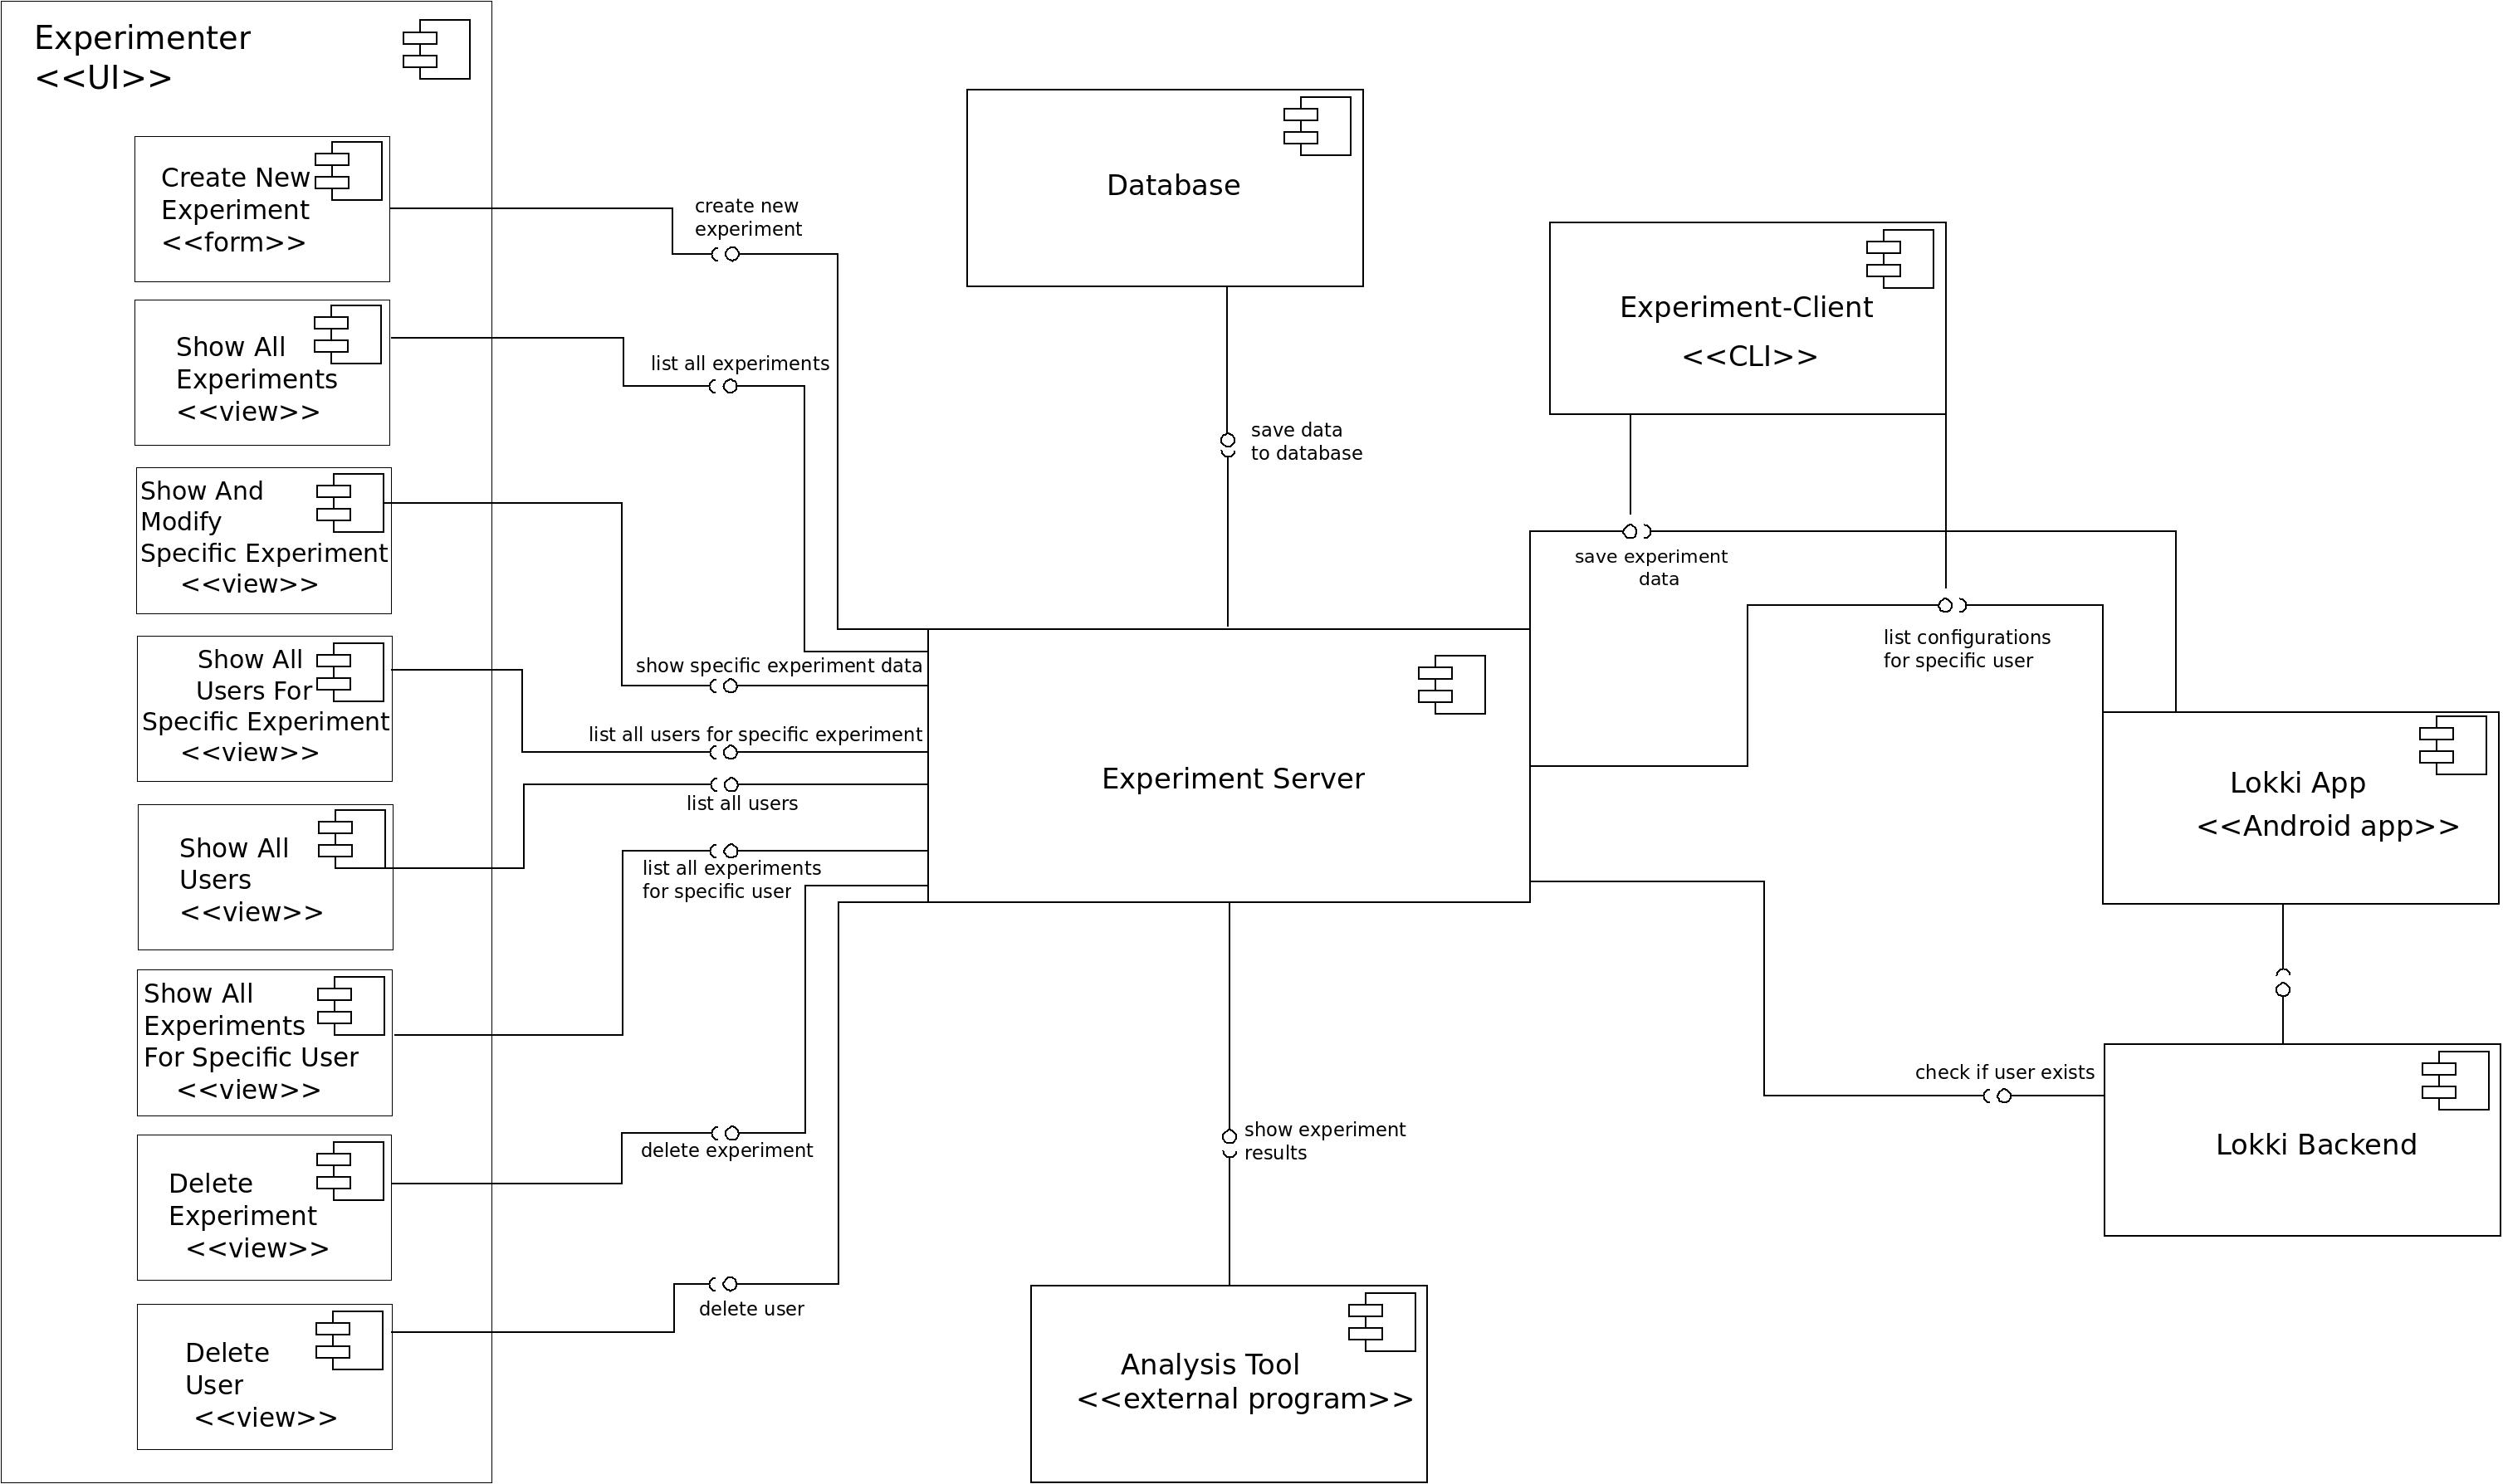 Experimenter
<<UI>>
Create New
Experiment
<<form>>
Show All
Experiments
<<view>>
Show And
Modify
Specific Experiment
<<view>>
Show All
Users For
Specific Experiment
<<view>>
Show All
Users
<<view>>
Show All
Experiments
For Specific User
<<view>>
Delete
Experiment
<<view>>
Delete
User
<<view>>
create new
experiment
list all experiments
show specific experiment data
list all users for specific experiment
list all users
list all experiments
for specific user
delete experiment
delete user
Database
save data
to database
Experiment Server
show experiment
results
Analysis Tool
<<external program>>
Experiment-Client
<<CLI>>
save experiment
data
list configurations
for specific user
Lokki App
<<Android app>>
check if user exists
Lokki Backend